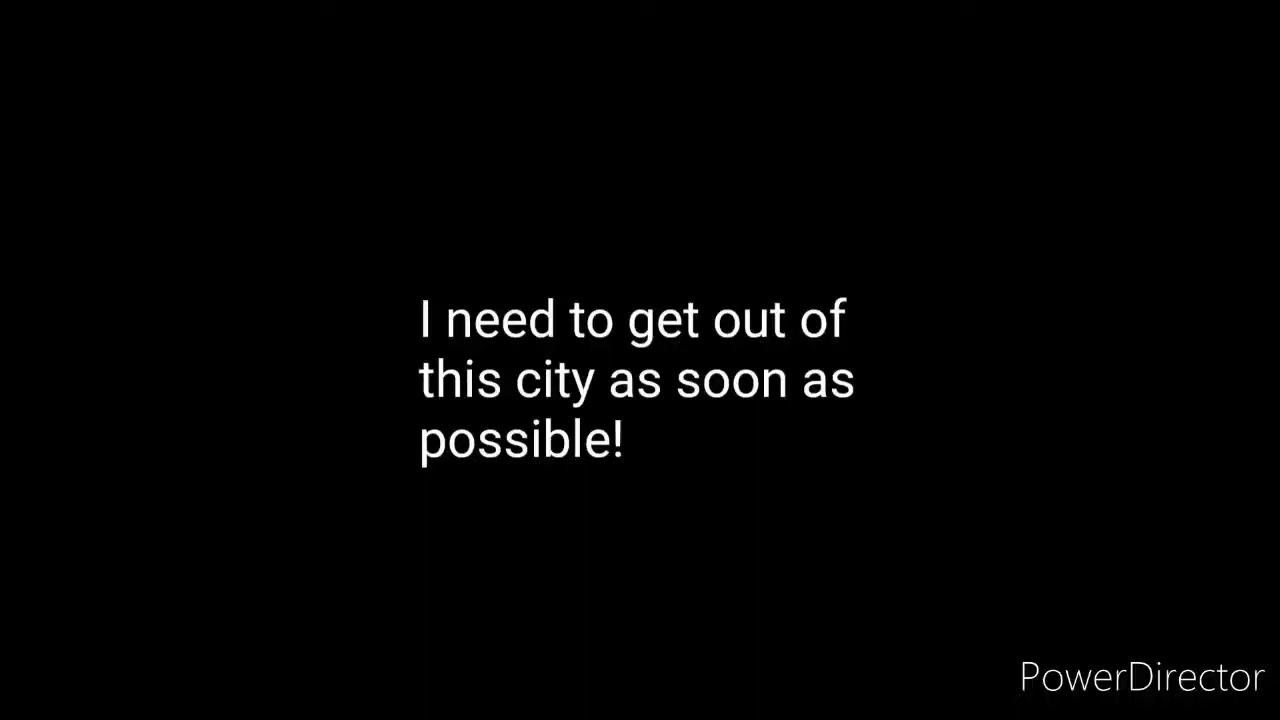 I need to get out of
this city as soon as
possible!
PowerDirector